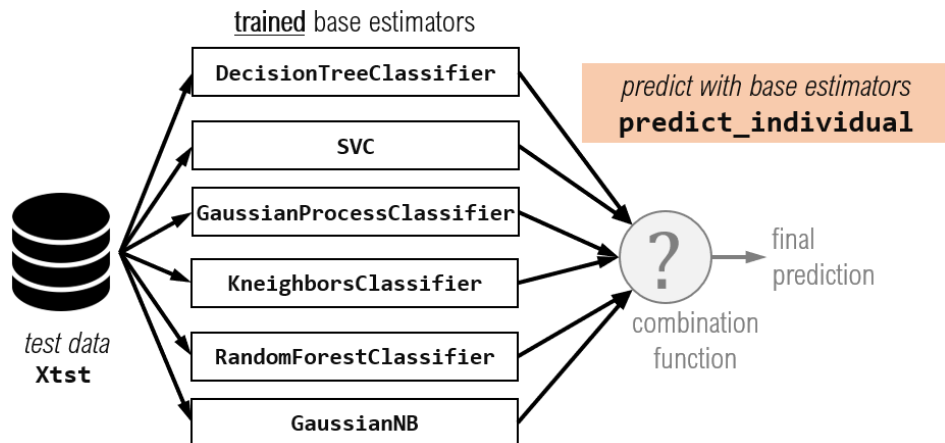 trained base estimators
DecisionTreeClassifier
predict with base estimators
predict_individual
SVC
GaussianProcessClassifier
KneighborsClassifier
RandomForestClassifier
GaussianNB
test data
Xtst
?
combination
function
final
prediction